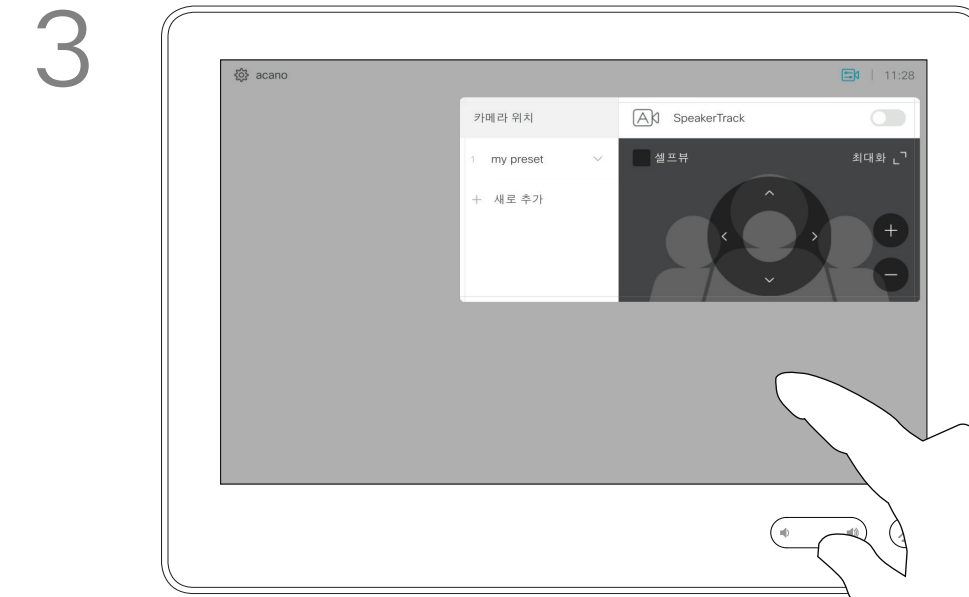 3
acano
11:28
카메라 위치
SpeakerTrack
1 my preset
셀프뷰
최대화
+ 새로 추가